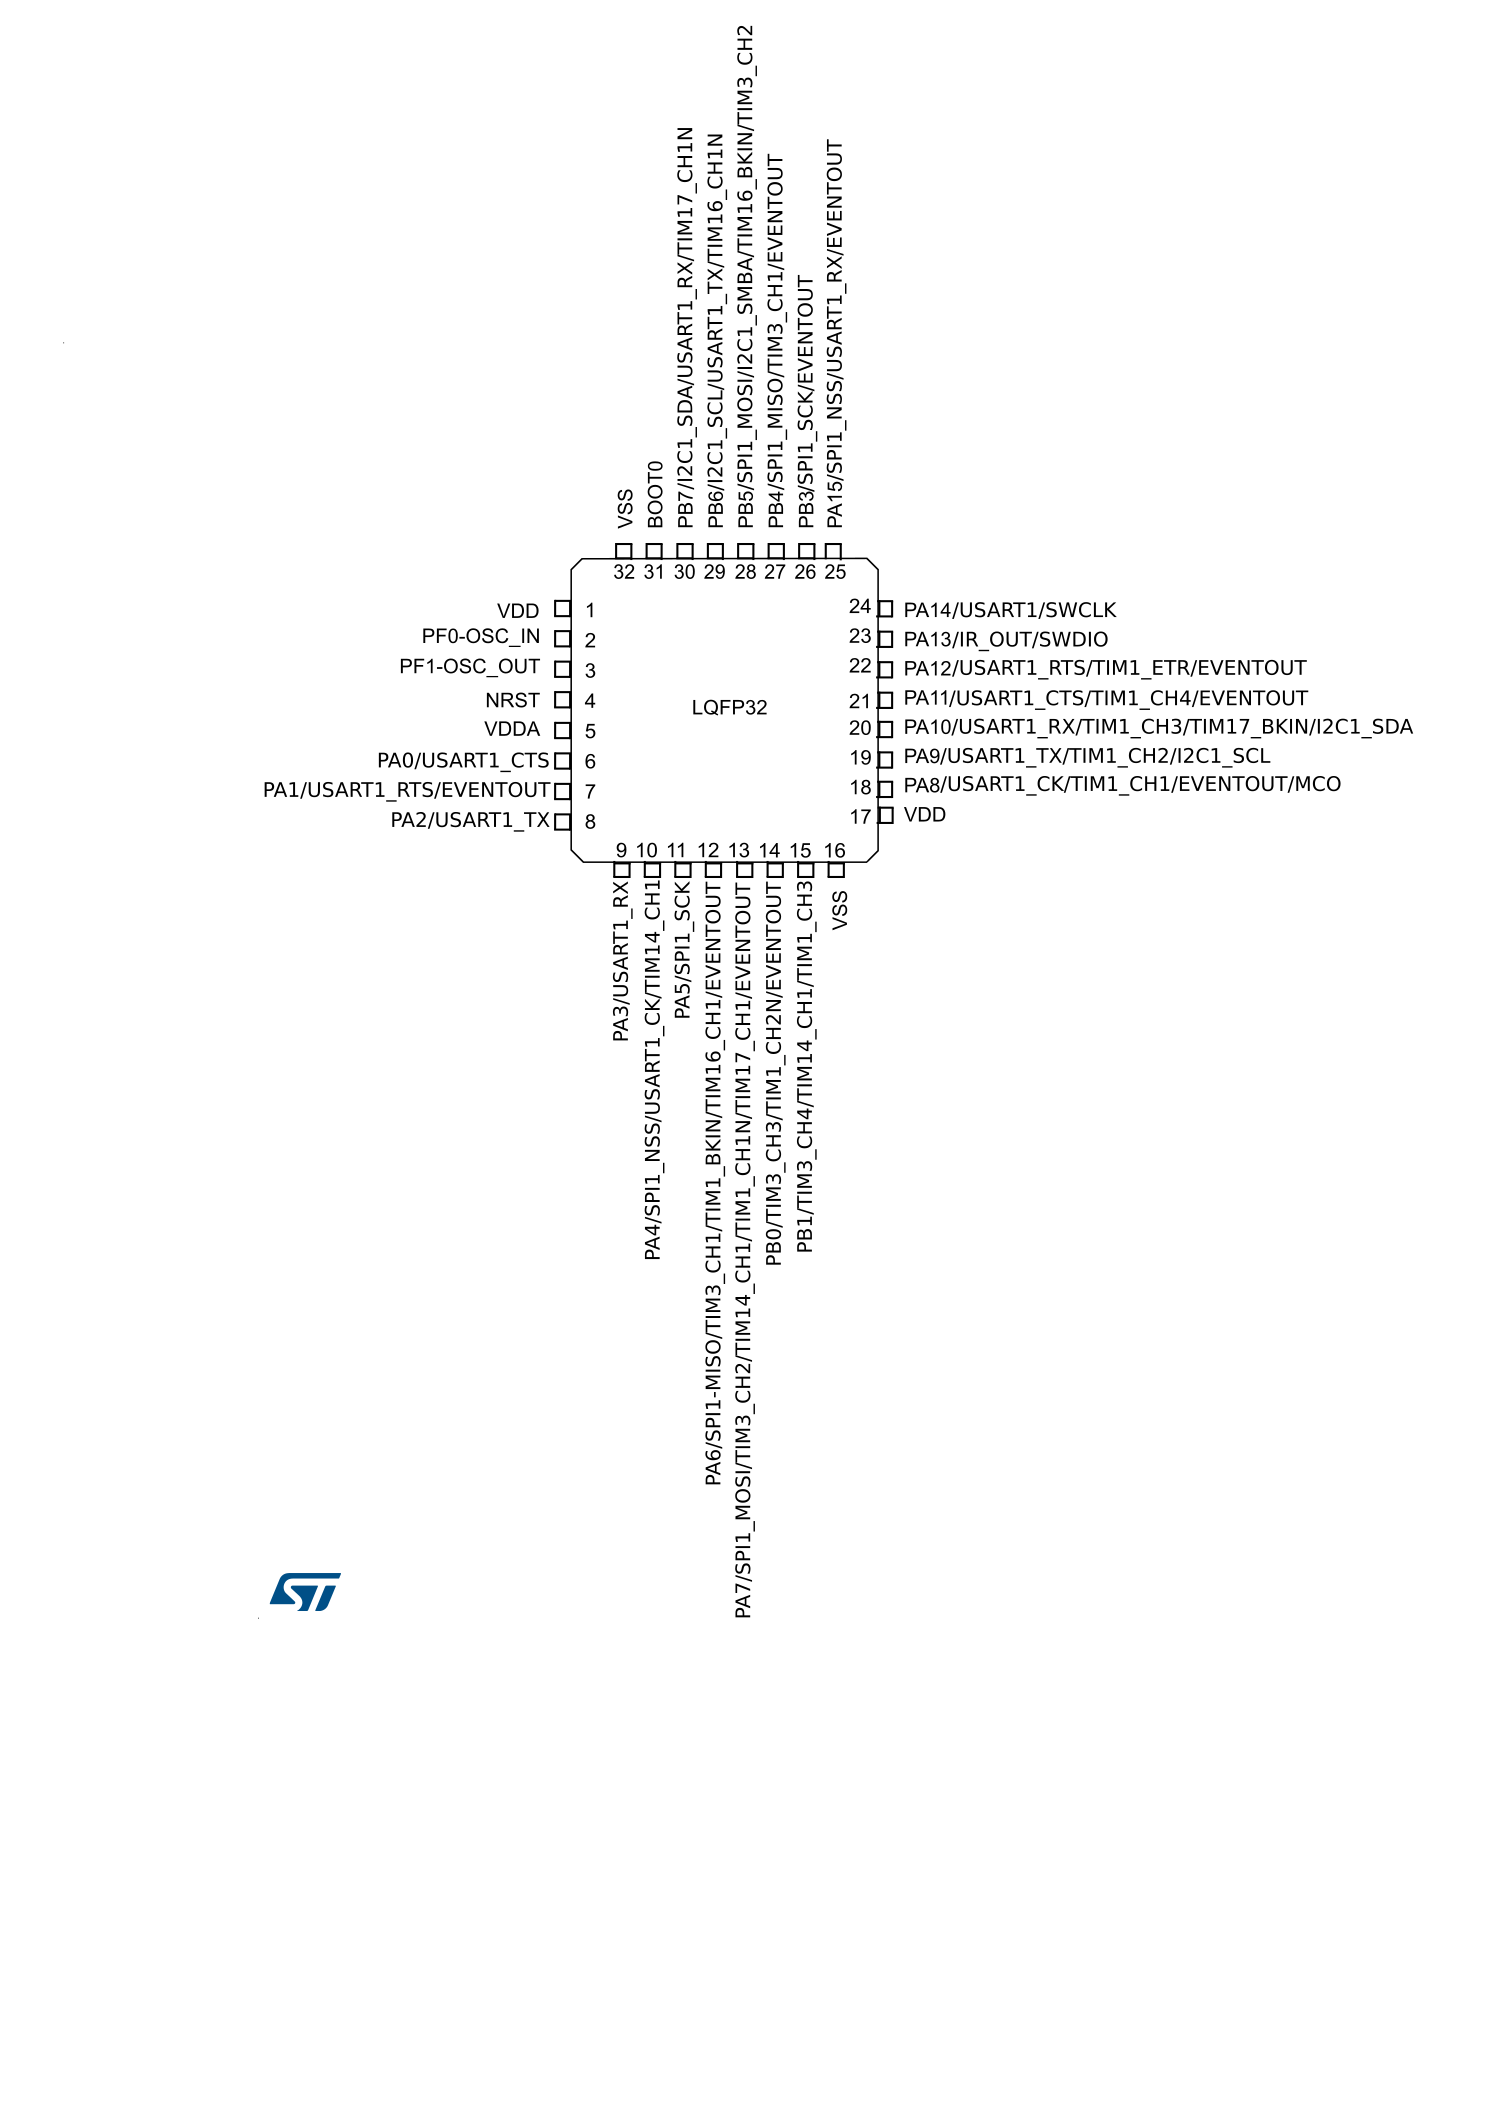 PB7/I2C1_SDA/USART1_RX/TIM17_CH1N
PB6/I2C1_SCL/USART1_TX/TIM16_CH1N
PB5/SPI1_MOSI/I2C1_SMBA/TIM16_BKIN/TIM3_CH2
PB4/SPI1_MISO/TIM3_CH1/EVENTOUT
PB3/SPI1_SCK/EVENTOUT
PA15/SPI1_NSS/USART1_RX/EVENTOUT
VSS
BOOT0
32 31 30 29 28 27 26 25
VDD 1
PF0-OSC_IN 2
PF1-OSC_OUT 3
NRST 4
VDDA 5
PA0/USART1_CTS 6
PA1/USART1_RTS/EVENTOUT 7
PA2/USART1_TX 8
LQFP32
24 PA14/USART1/SWCLK
23 PA13/IR_OUT/SWDIO
22 PA12/USART1_RTS/TIM1_ETR/EVENTOUT
21 PA11/USART1_CTS/TIM1_CH4/EVENTOUT
20 PA10/USART1_RX/TIM1_CH3/TIM17_BKIN/I2C1_SDA
19 PA9/USART1_TX/TIM1_CH2/I2C1_SCL
18 PA8/USART1_CK/TIM1_CH1/EVENTOUT/MCO
17 VDD
9 10 11 12 13 14 15 16
PA3/USART1_RX
PA4/SPI1_NSS/USART1_CK/TIM14_CH1
PA5/SPI1_SCK
PA6/SPI1-MISO/TIM3_CH1/TIM1_BKIN/TIM16_CH1/EVENTOUT
PA7/SPI1_MOSI/TIM3_CH2/TIM14_CH1/TIM1_CH1N/TIM17_CH1/EVENTOUT
PB0/TIM3_CH3/TIM1_CH2N/EVENTOUT
PB1/TIM3_CH4/TIM14_CH1/TIM1_CH3
VSS
ST